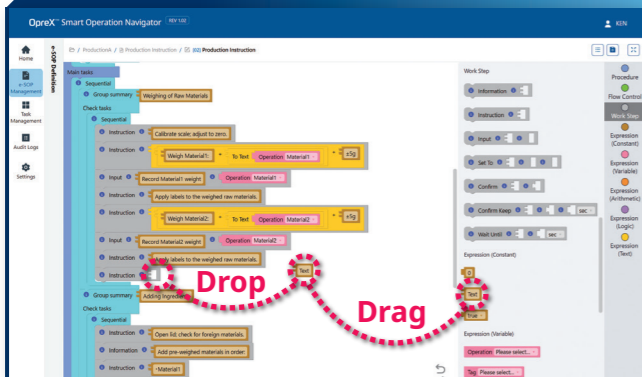 OpreX™ Smart Operation Navigator REV 1.02
KEN
Home
e-SOP Management
Task Management
Audit Logs
Settings
e-SOP Definition
/ ProductionA / Production Instruction / [03] Production Instruction
Main tasks
Sequential
Group summary Weighing of Raw Materials
Check tasks
Sequential
Instruction Calibrate scale: adjust to zero.
Instruction Weigh Material1: + To Text Operation Material1 + ±5g
Input Record Material1 weight Operation Material1
Instruction Apply labels to the weighed raw materials.
Instruction Weigh Material2: + To Text Operation Material2 + ±5g
Input Record Material2 weight Operation Material2
Instruction Apply labels to the weighed raw materials.
Instruction
Text
Drop
Drag
Group summary Adding Ingredients
Check tasks
Sequential
Instruction Open lid: check for foreign materials.
Information Add pre-weighed materials in order:
Instruction -Material1
Work Step
Information
Instruction
Input
Set To
Confirm
Confirm Keep sec
Wait Until sec
Expression (Constant)
0
Text
true
Expression (Variable)
Operation Please select...
Tag Please select...
Procedure
Flow Control
Work Step
Expression (Constant)
Expression (Variable)
Expression (Arithmetic)
Expression (Logic)
Expression (Text)